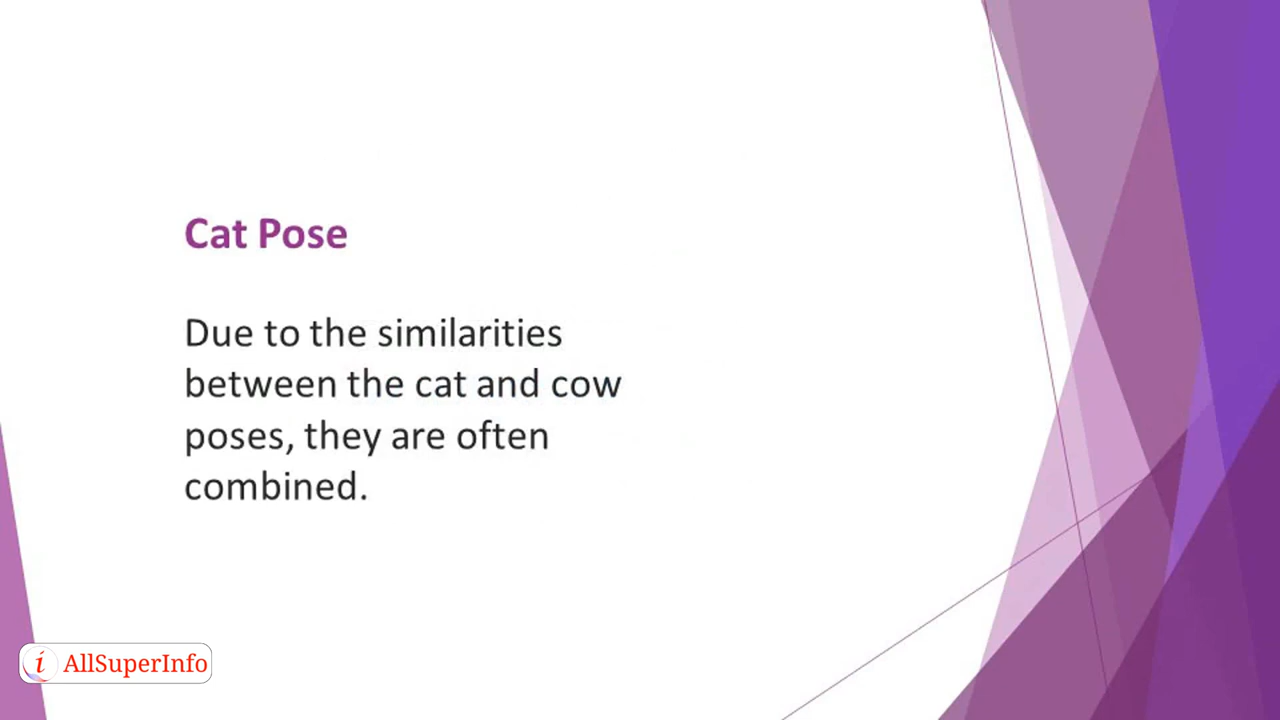 Cat Pose
Due to the similarities
between the cat and cow
poses, they are often
combined.
i AllSuperInfo